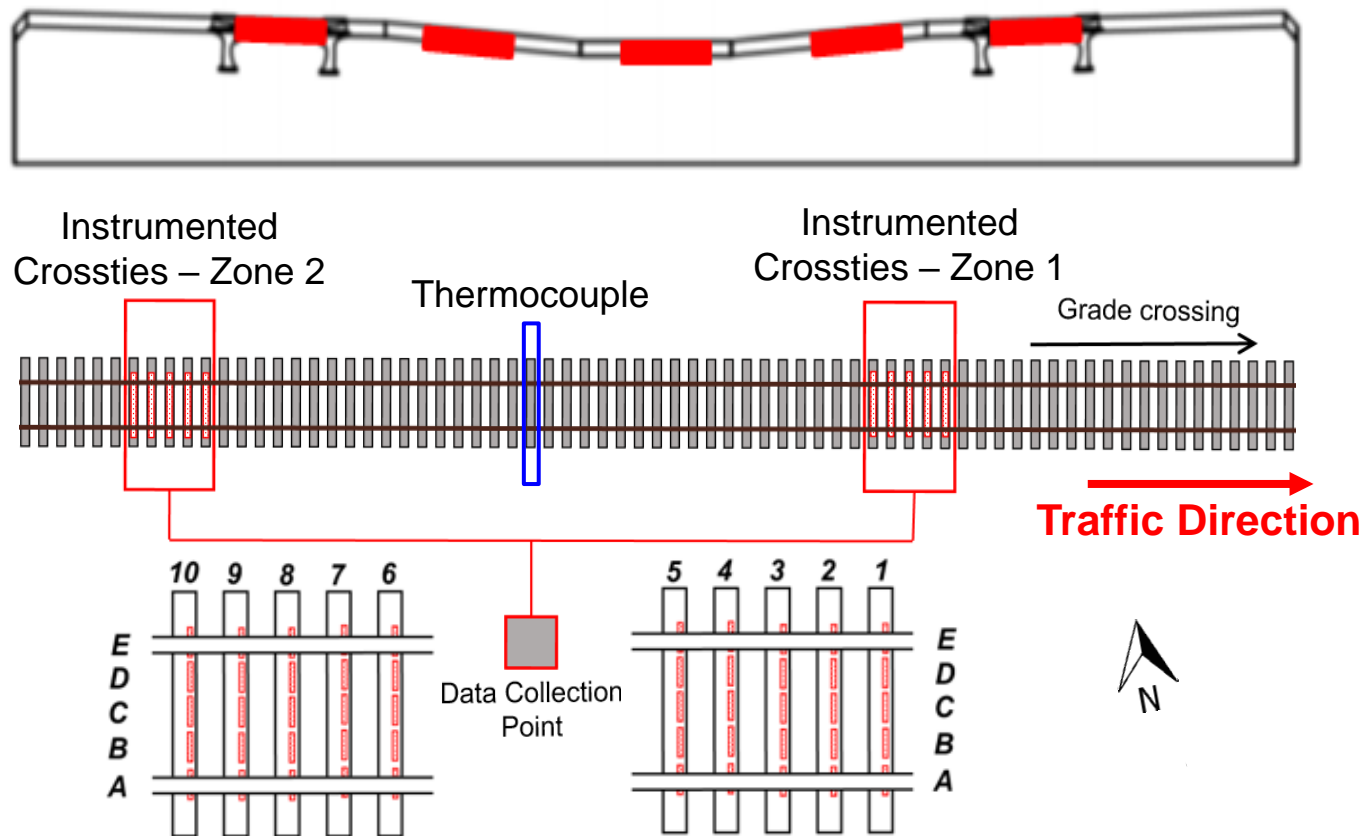 Instrumented
Crossties – Zone 2
Instrumented
Crossties – Zone 1
Thermocouple
Grade crossing
Traffic Direction
10 9 8 7 6
5 4 3 2 1
E
D
C
B
A
E
D
C
B
A
Data Collection
Point
N